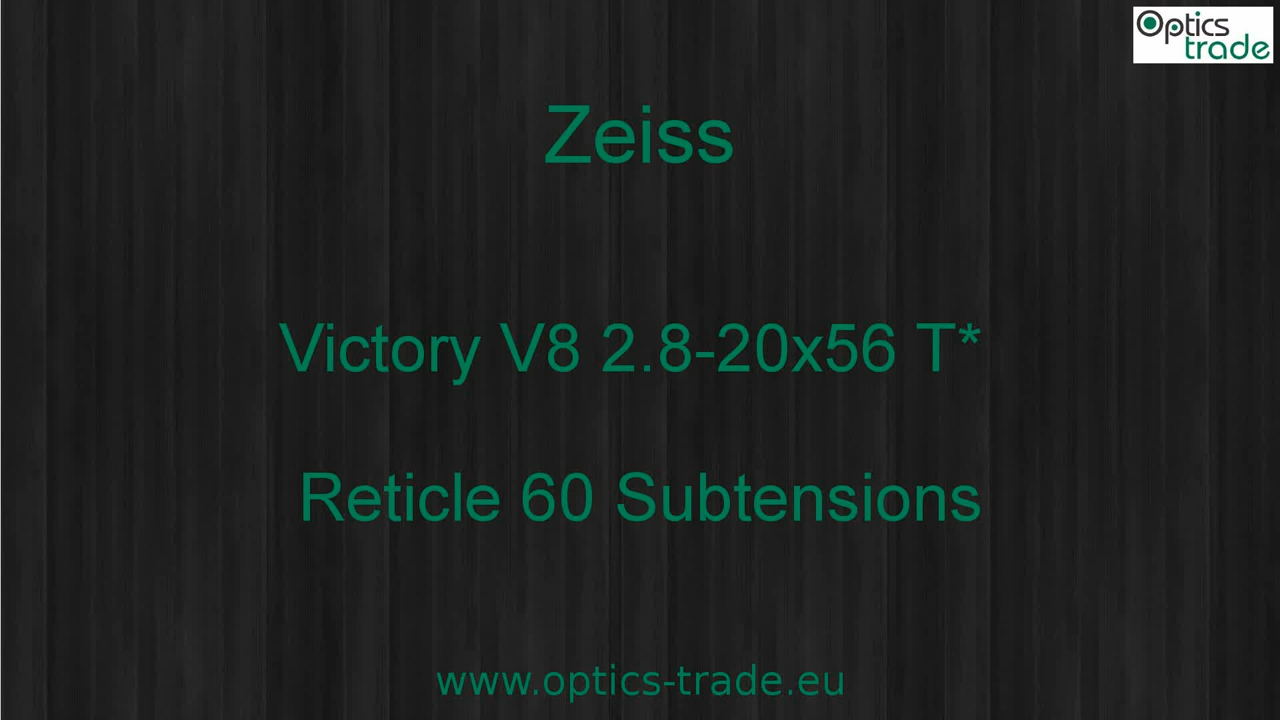 Optics
trade
Zeiss
Victory V8 2.8-20x56 T*
Reticle 60 Subtensions
www.optics-trade.eu